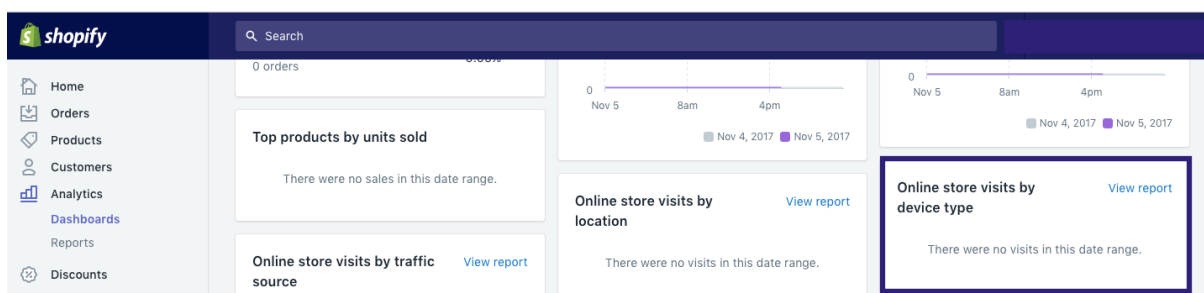 shopify
Search
Home
Orders
Products
Customers
Analytics
Dashboards
Reports
Discounts
0 orders
Top products by units sold
There were no sales in this date range.
Online store visits by traffic
source
View report
0
Nov 5 8am 4pm
Nov 4, 2017 Nov 5, 2017
Online store visits by
location
View report
There were no visits in this date range.
0
Nov 5 8am 4pm
Nov 4, 2017 Nov 5, 2017
Online store visits by
device type
View report
There were no visits in this date range.